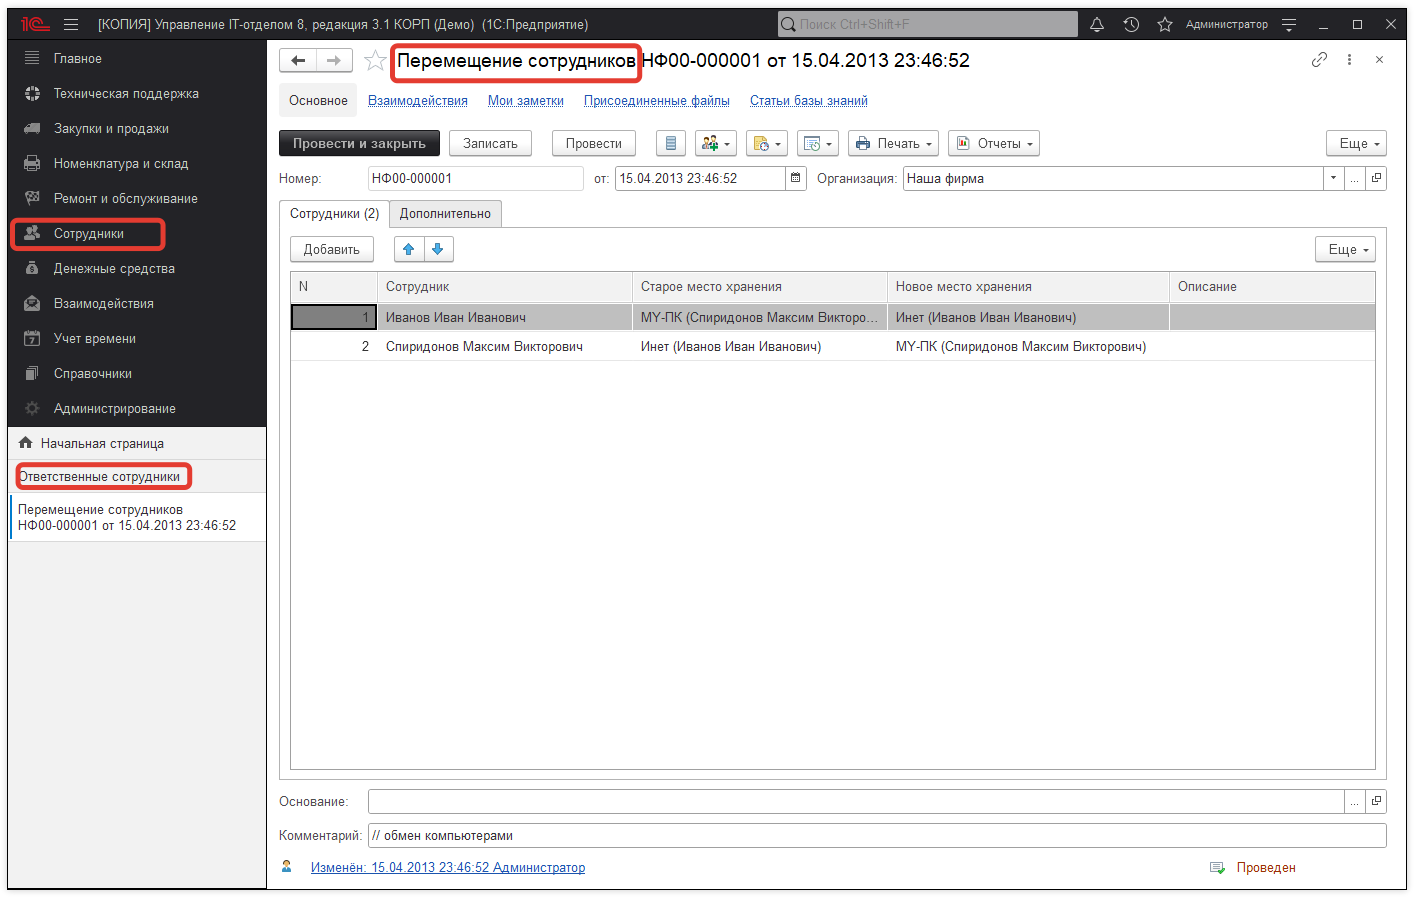 1С [КОПИЯ] Управление IT-отделом 8, редакция 3.1 КОРП (Демо) (1С:Предприятие) Поиск Ctrl+Shift+F Администратор
Главное
Техническая поддержка
Закупки и продажи
Номенклатура и склад
Ремонт и обслуживание
Сотрудники
Денежные средства
Взаимодействия
7 Учет времени
Справочники
Администрирование
Начальная страница
Ответственные сотрудники
Перемещение сотрудников
НФ00-000001 от 15.04.2013 23:46:52
Перемещение сотрудников НФ00-000001 от 15.04.2013 23:46:52
Основное Взаимодействия Мои заметки Присоединенные файлы Статьи базы знаний
Провести и закрыть Записать Провести Печать Отчеты Еще
Номер: НФ00-000001 от: 15.04.2013 23:46:52 Организация: Наша фирма ...
Сотрудники (2) Дополнительно
Добавить Еще
N Сотрудник Старое место хранения Новое место хранения Описание
1 Иванов Иван Иванович MY-ПК (Спиридонов Максим Викторо... Инет (Иванов Иван Иванович)
2 Спиридонов Максим Викторович Инет (Иванов Иван Иванович) MY-ПК (Спиридонов Максим Викторович)
Основание: ...
Комментарий: // обмен компьютерами
Изменён: 15.04.2013 23:46:52 Администратор Проведен